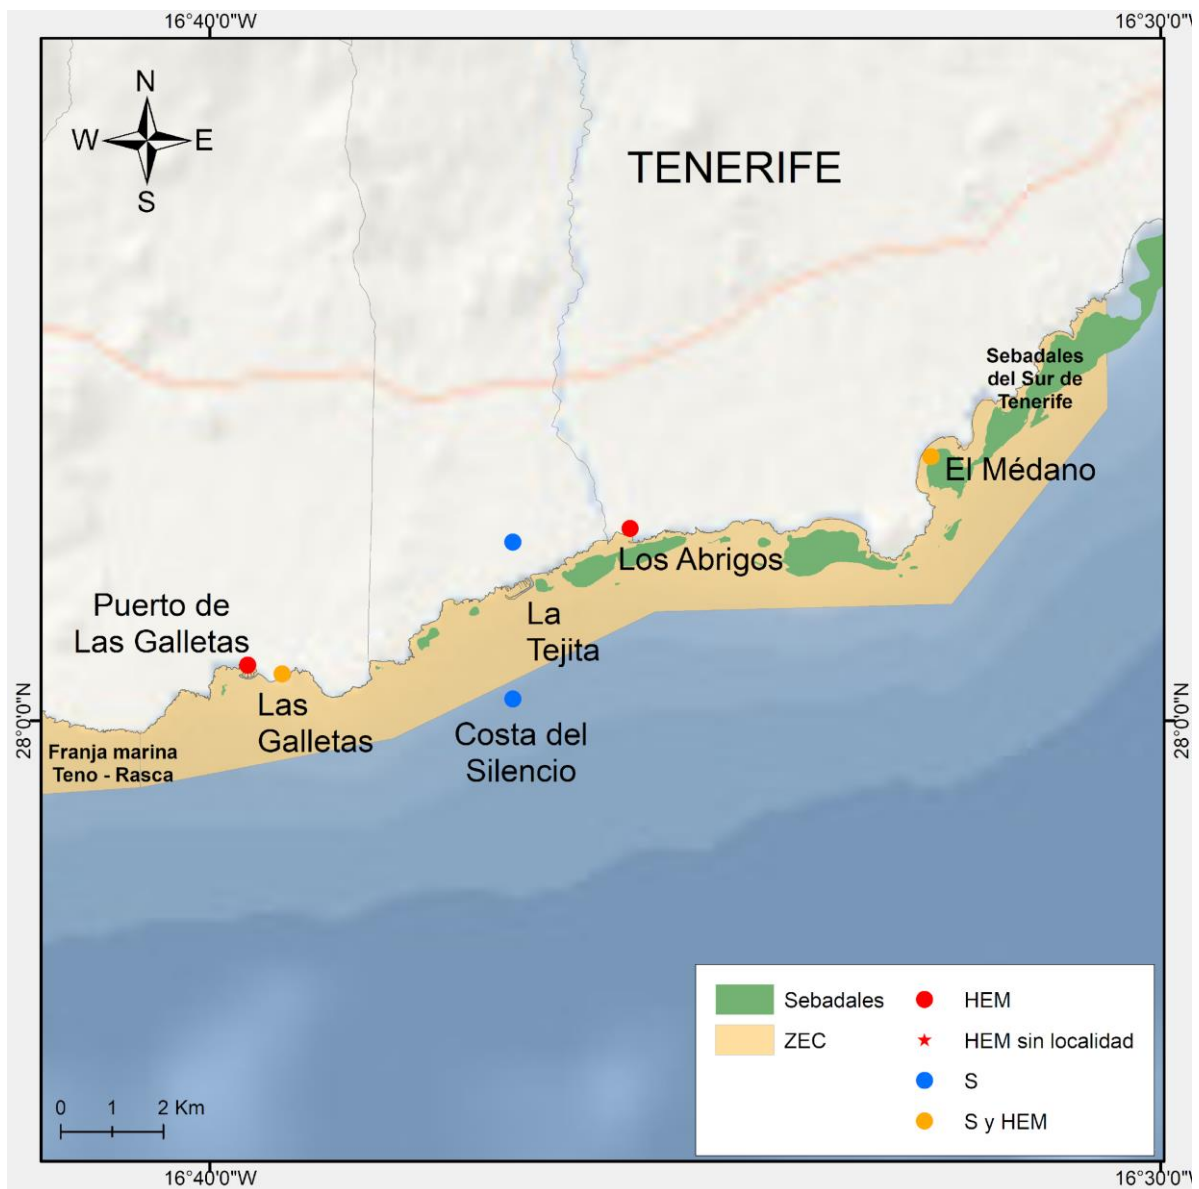 16°40'0"W
16°30'0"W
N
W
E
S
TENERIFE
Sebadales
del Sur de
Tenerife
El Médano
Los Abrigos
Puerto de
Las Galletas
La
Tejita
Las
Galletas
Costa del
Silencio
Franja marina
Teno - Rasca
28°0'0"N
28°0'0"N
Sebadales
ZEC
HEM
HEM sin localidad
S
S y HEM
0 1 2 Km
16°40'0"W
16°30'0"W